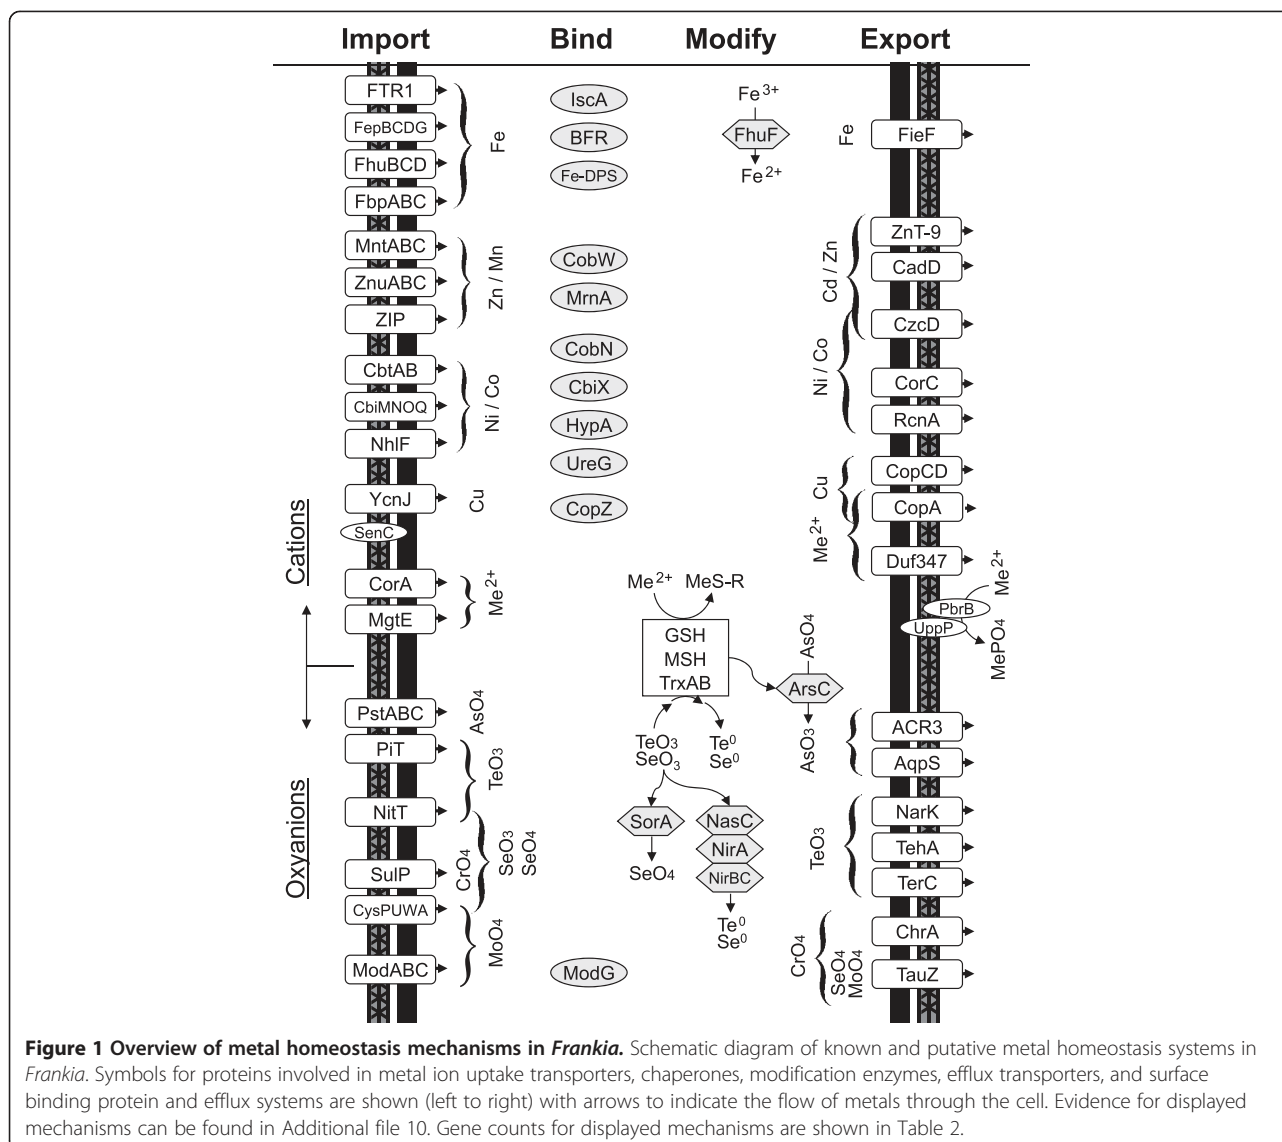 Import Bind Modify Export
FTR1
FepBCDG
FhuBCD
FbpABC
Fe
MntABC
ZnuABC
ZIP
Zn / Mn
CbtAB
CbiMNOQ
NhlF
Ni / Co
YcnJ
Cu
SenC
CorA
MgtE
Me2+
Cations
Oxyanions
PstABC
AsO4
PiT
TeO3
NitT
SulP
CrO4
SeO3
SeO4
CysPUWA
MoO4
ModABC
IscA
BFR
Fe-DPS
CobW
MrnA
CobN
CbiX
HypA
UreG
CopZ
ModG
Fe3+
FhuF
Fe2+
Me2+ MeS-R
GSH
MSH
TrxAB
AsO4
ArsC
AsO3
TeO3
SeO3
Te0
Se0
SorA
SeO4
NasC
NirA
NirBC
Te0
Se0
Fe
FieF
ZnT-9
CadD
CzcD
Cd / Zn
CorC
RcnA
Ni / Co
CopCD
CopA
Cu
Duf347
Me2+
PbrB
UppP
Me2+
MePO4
ACR3
AqpS
NarK
TehA
TerC
TeO3
ChrA
TauZ
CrO4
SeO4
MoO4
Figure 1 Overview of metal homeostasis mechanisms in Frankia. Schematic diagram of known and putative metal homeostasis systems in
Frankia. Symbols for proteins involved in metal ion uptake transporters, chaperones, modification enzymes, efflux transporters, and surface
binding protein and efflux systems are shown (left to right) with arrows to indicate the flow of metals through the cell. Evidence for displayed
mechanisms can be found in Additional file 10. Gene counts for displayed mechanisms are shown in Table 2.